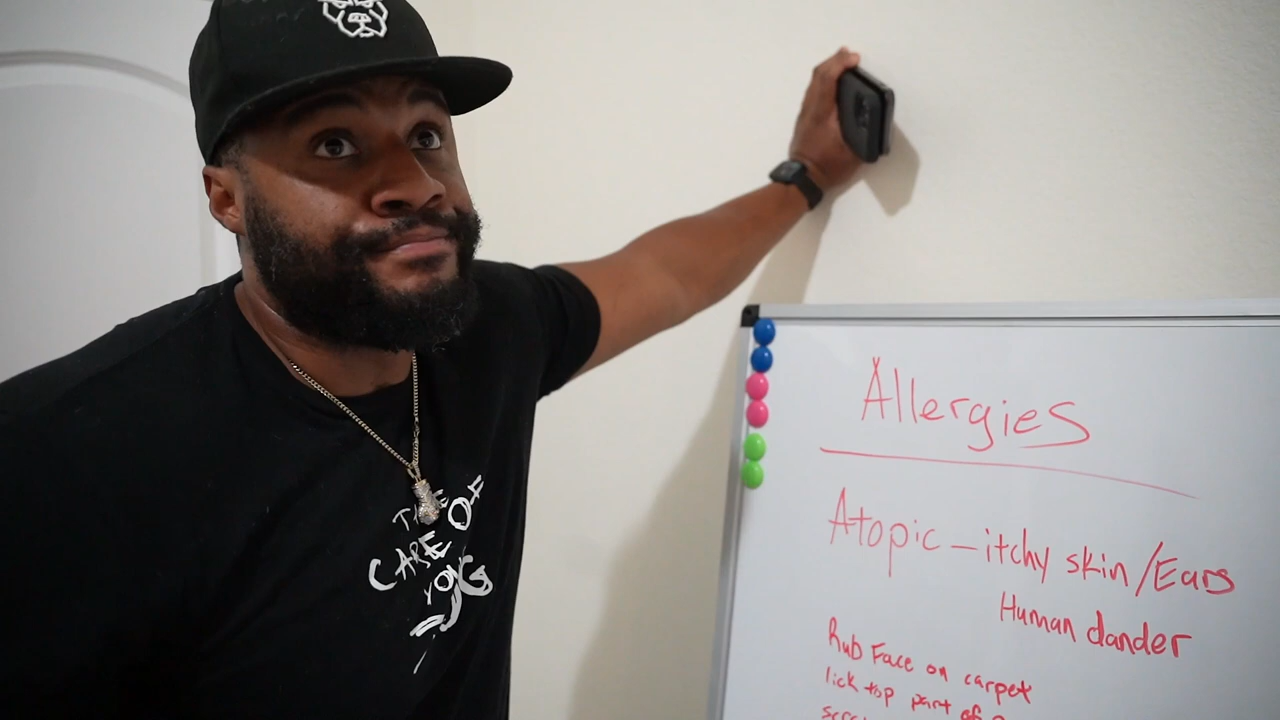 TAKE
CARE OF
YOUR
DOG
Allergies
Atopic – itchy skin/Ears
Human dander
Rub Face on carpet
lick top part of